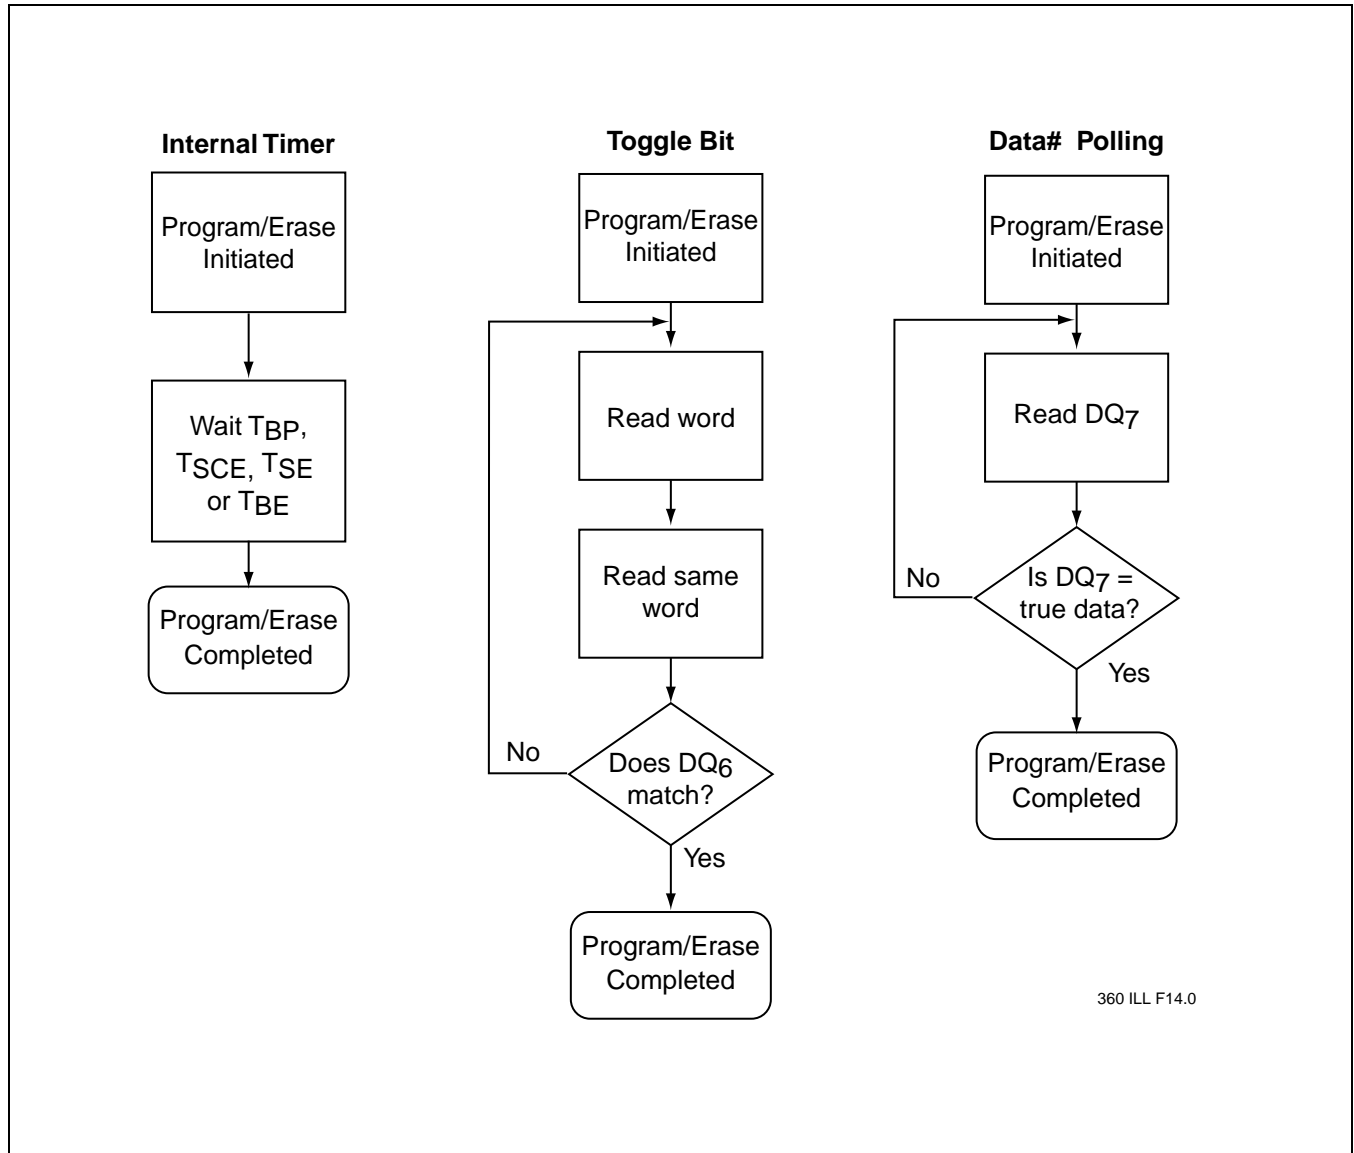 Internal Timer
Program/Erase
Initiated
Wait TBP,
TSCE, TSE
or TBE
Program/Erase
Completed
Toggle Bit
Program/Erase
Initiated
Read word
Read same
word
Does DQ6
match?
No
Yes
Program/Erase
Completed
Data# Polling
Program/Erase
Initiated
Read DQ7
Is DQ7 =
true data?
No
Yes
Program/Erase
Completed
360 ILL F14.0